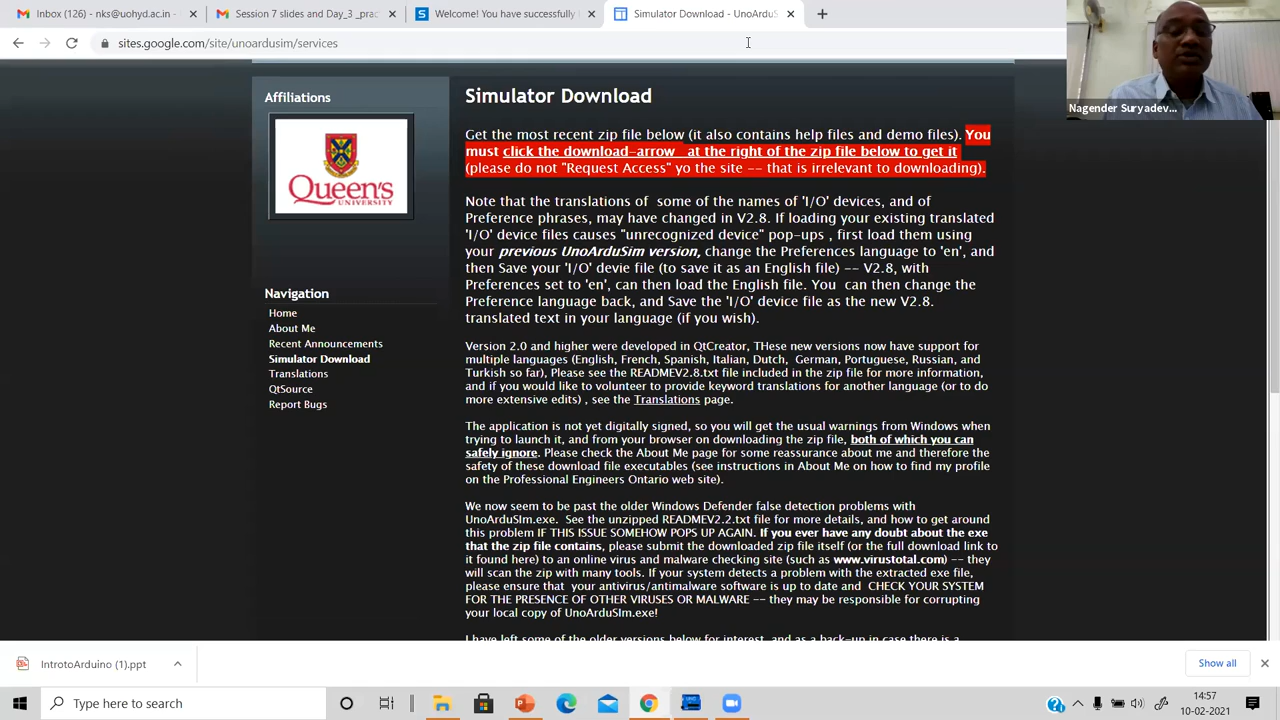 Inbox (126) - nks@uohyd.ac.in -
Session 7 slides and Day_3 _prac
Welcome! You have successfully
Simulator Download - UnoArduS
sites.google.com/site/unoardusim/services
Nagender Suryadev...
Affiliations
Queen's
UNIVERSITY
Navigation
Home
About Me
Recent Announcements
Simulator Download
Translations
QtSource
Report Bugs
Simulator Download
Get the most recent zip file below (it also contains help files and demo files). You
must click the download-arrow at the right of the zip file below to get it
(please do not "Request Access" yo the site -- that is irrelevant to downloading).
Note that the translations of some of the names of 'I/O' devices, and of
Preference phrases, may have changed in V2.8. If loading your existing translated
'I/O' device files causes "unrecognized device" pop-ups , first load them using
your previous UnoArduSim version, change the Preferences language to 'en', and
then Save your 'I/O' devie file (to save it as an English file) -- V2.8, with
Preferences set to 'en', can then load the English file. You can then change the
Preference language back, and Save the 'I/O' device file as the new V2.8.
translated text in your language (if you wish).
Version 2.0 and higher were developed in QtCreator, THese new versions now have support for
multiple languages (English, French, Spanish, Italian, Dutch, German, Portuguese, Russian, and
Turkish so far), Please see the READMEV2.8.txt file included in the zip file for more information,
and if you would like to volunteer to provide keyword translations for another language (or to do
more extensive edits) , see the Translations page.
The application is not yet digitally signed, so you will get the usual warnings from Windows when
trying to launch it, and from your browser on downloading the zip file, both of which you can
safely ignore. Please check the About Me page for some reassurance about me and therefore the
safety of these download file executables (see instructions in About Me on how to find my profile
on the Professional Engineers Ontario web site).
We now seem to be past the older Windows Defender false detection problems with
UnoArduSIm.exe. See the unzipped READMEV2.2.txt file for more details, and how to get around
this problem IF THIS ISSUE SOMEHOW POPS UP AGAIN. If you ever have any doubt about the exe
that the zip file contains, please submit the downloaded zip file itself (or the full download link to
it found here) to an online virus and malware checking site (such as www.virustotal.com) -- they
will scan the zip with many tools. If your system detects a problem with the extracted exe file,
please ensure that your antivirus/antimalware software is up to date and CHECK YOUR SYSTEM
FOR THE PRESENCE OF OTHER VIRUSES OR MALWARE -- they may be responsible for corrupting
your local copy of UnoArduSIm.exe!
I have left some of the older versions below for interest, and as a back-up in case there is a
IntrotoArduino (1).ppt
Show all
Type here to search
14:57
10-02-2021